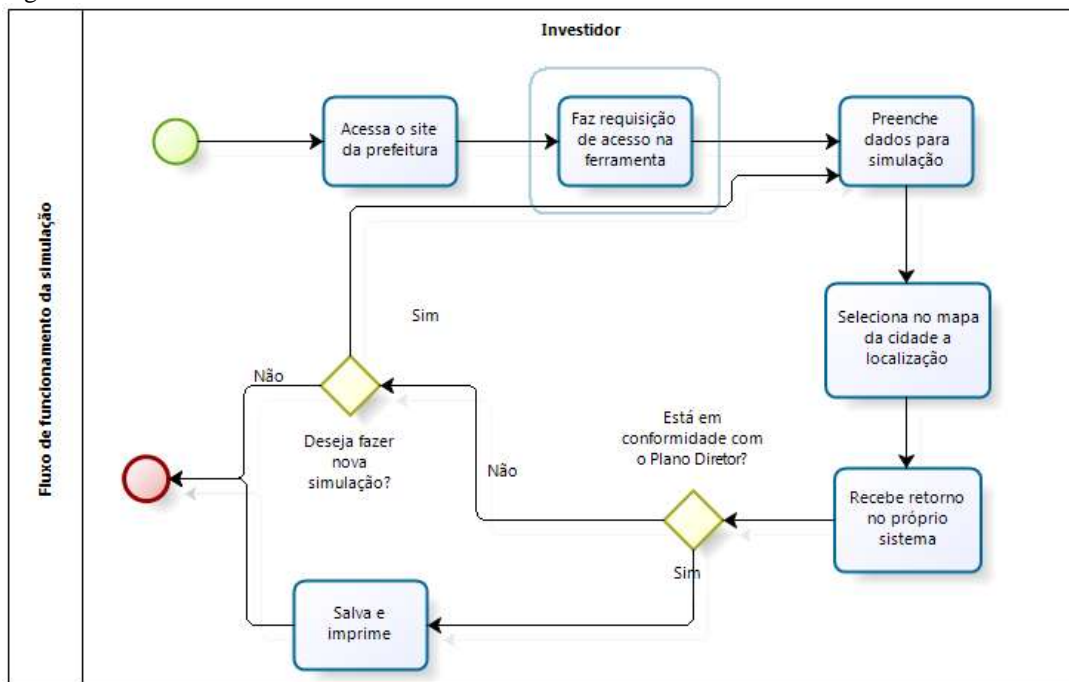 Investidor
Fluxo de funcionamento da simulação
Acessa o site
da prefeitura
Faz requisição
de acesso na
ferramenta
Preenche
dados para
simulação
Seleciona no mapa
da cidade a
localização
Recebe retorno
no próprio
sistema
Está em
conformidade com
o Plano Diretor?
Não
Sim
Deseja fazer
nova
simulação?
Sim
Não
Salva e
imprime